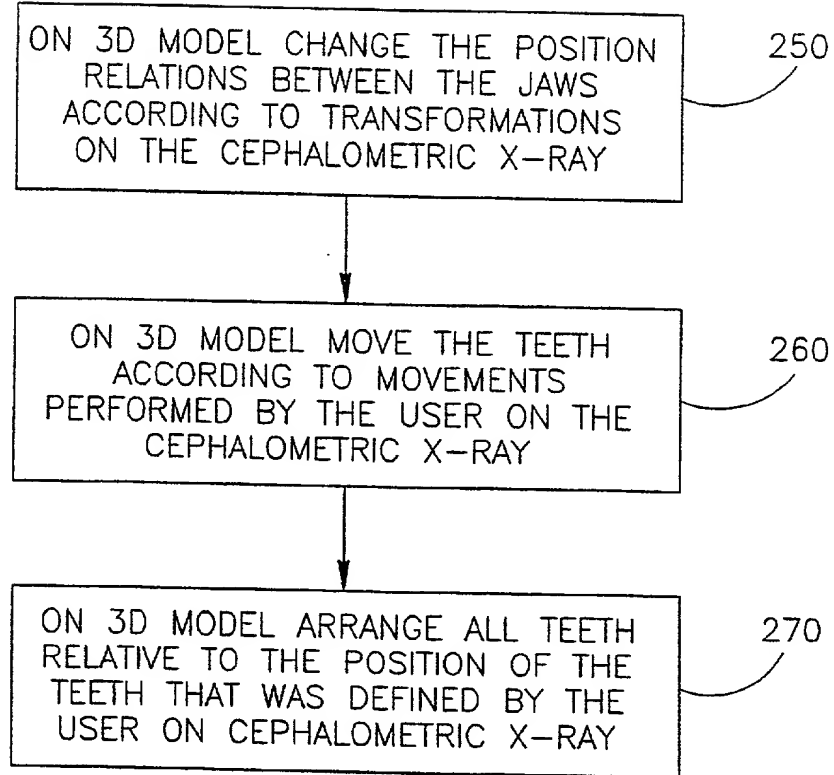 ON 3D MODEL CHANGE THE POSITION
RELATIONS BETWEEN THE JAWS
ACCORDING TO TRANSFORMATIONS
ON THE CEPHALOMETRIC X-RAY
250
ON 3D MODEL MOVE THE TEETH
ACCORDING TO MOVEMENTS
PERFORMED BY THE USER ON THE
CEPHALOMETRIC X-RAY
260
ON 3D MODEL ARRANGE ALL TEETH
RELATIVE TO THE POSITION OF THE
TEETH THAT WAS DEFINED BY THE
USER ON CEPHALOMETRIC X-RAY
270